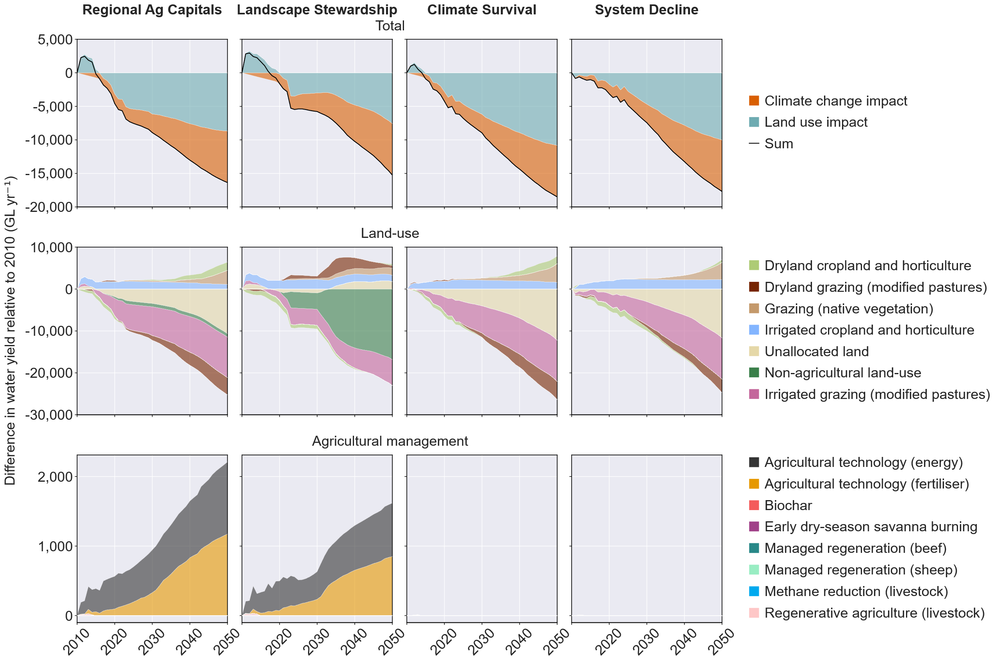 Regional Ag Capitals
Landscape Stewardship
Climate Survival
System Decline
Total
5,000
0
-5,000
-10,000
-15,000
-20,000
Climate change impact
Land use impact
Sum
Difference in water yield relative to 2010 (GL yr⁻¹)
Land-use
10,000
0
-10,000
-20,000
-30,000
Dryland cropland and horticulture
Dryland grazing (modified pastures)
Grazing (native vegetation)
Irrigated cropland and horticulture
Unallocated land
Non-agricultural land-use
Irrigated grazing (modified pastures)
Agricultural management
2,000
1,000
0
Agricultural technology (energy)
Agricultural technology (fertiliser)
Biochar
Early dry-season savanna burning
Managed regeneration (beef)
Managed regeneration (sheep)
Methane reduction (livestock)
Regenerative agriculture (livestock)
2010
2020
2030
2040
2050
2020
2030
2040
2050
2020
2030
2040
2050
2020
2030
2040
2050